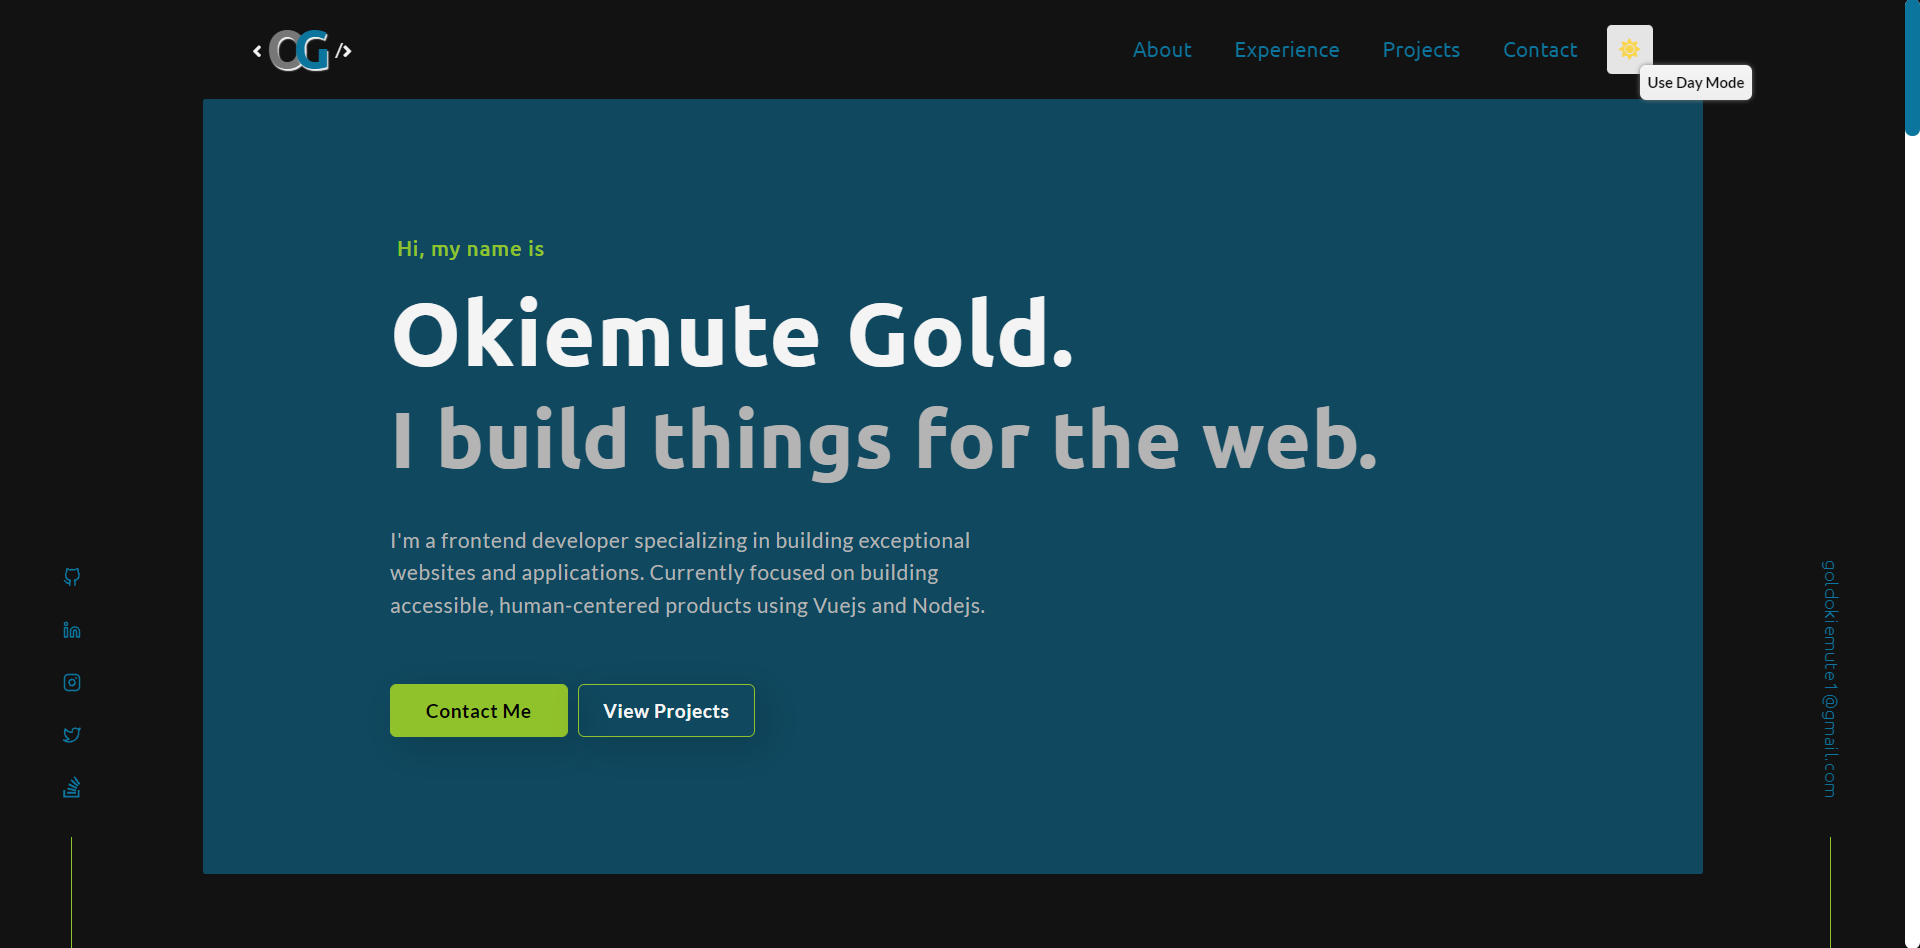 < OG />
About
Experience
Projects
Contact
Use Day Mode
Hi, my name is
Okiemute Gold.
I build things for the web.
I'm a frontend developer specializing in building exceptional
websites and applications. Currently focused on building
accessible, human-centered products using Vuejs and Nodejs.
Contact Me
View Projects
goldokiemute1@gmail.com